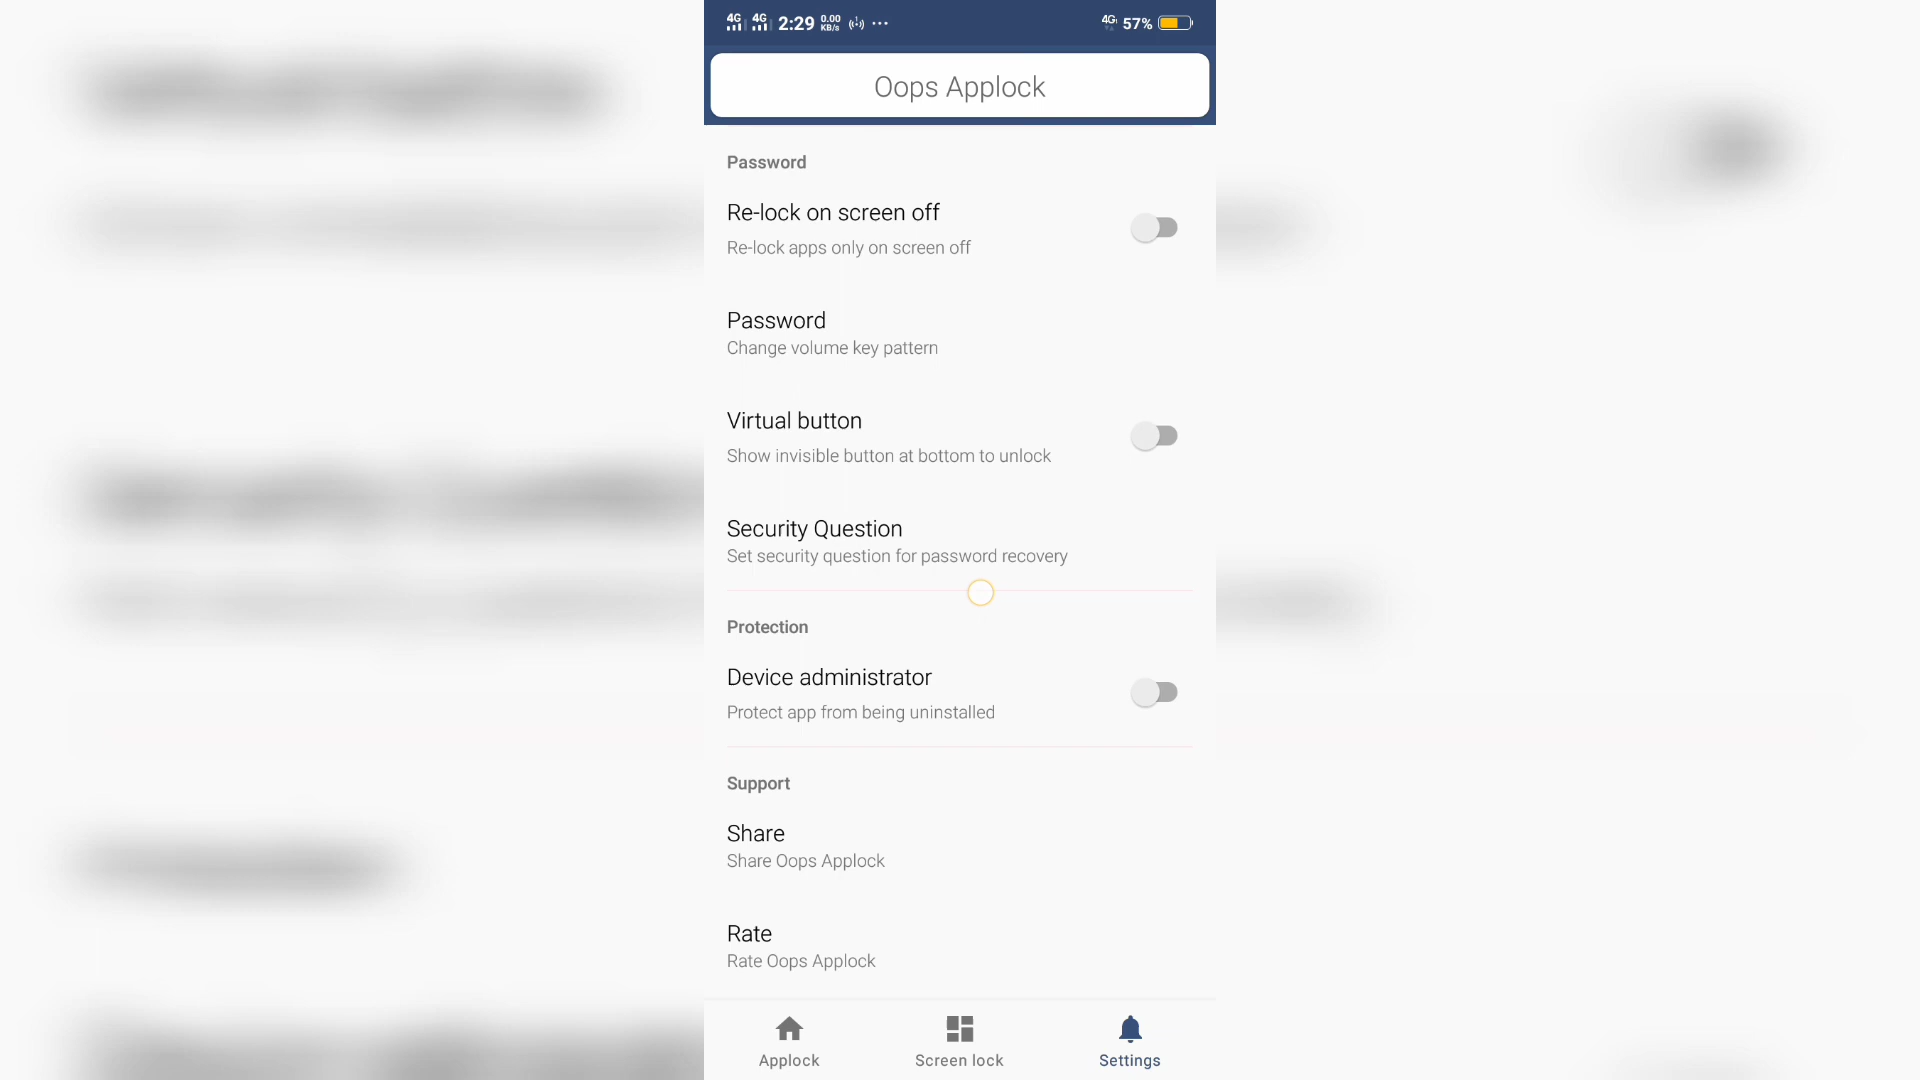 4G 4G 2:29 0.00 KB/s 4G 57%
Oops Applock
Password
Re-lock on screen off
Re-lock apps only on screen off
Password
Change volume key pattern
Virtual button
Show invisible button at bottom to unlock
Security Question
Set security question for password recovery
Protection
Device administrator
Protect app from being uninstalled
Support
Share
Share Oops Applock
Rate
Rate Oops Applock
Applock Screen lock Settings